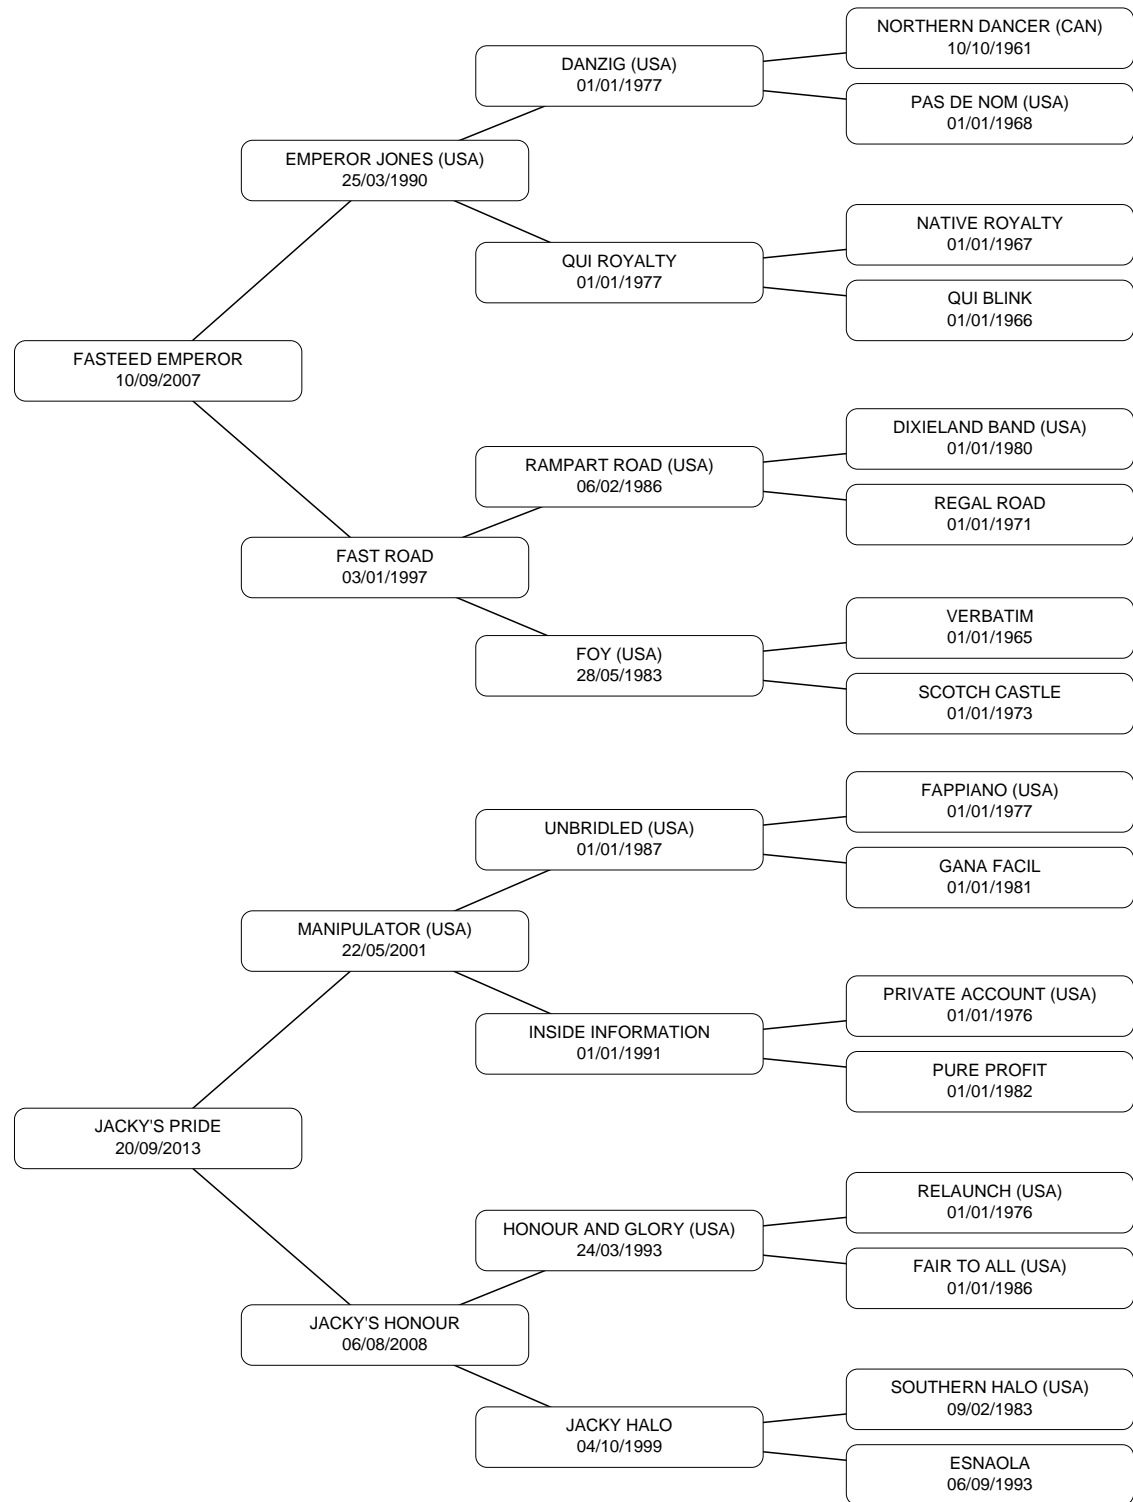 NORTHERN DANCER (CAN)
10/10/1961
DANZIG (USA)
01/01/1977
PAS DE NOM (USA)
01/01/1968
EMPEROR JONES (USA)
25/03/1990
NATIVE ROYALTY
01/01/1967
QUI ROYALTY
01/01/1977
QUI BLINK
01/01/1966
FASTEED EMPEROR
10/09/2007
DIXIELAND BAND (USA)
01/01/1980
RAMPART ROAD (USA)
06/02/1986
REGAL ROAD
01/01/1971
FAST ROAD
03/01/1997
VERBATIM
01/01/1965
FOY (USA)
28/05/1983
SCOTCH CASTLE
01/01/1973
FAPPIANO (USA)
01/01/1977
UNBRIDLED (USA)
01/01/1987
GANA FACIL
01/01/1981
MANIPULATOR (USA)
22/05/2001
PRIVATE ACCOUNT (USA)
01/01/1976
INSIDE INFORMATION
01/01/1991
PURE PROFIT
01/01/1982
JACKY'S PRIDE
20/09/2013
RELAUNCH (USA)
01/01/1976
HONOUR AND GLORY (USA)
24/03/1993
FAIR TO ALL (USA)
01/01/1986
JACKY'S HONOUR
06/08/2008
SOUTHERN HALO (USA)
09/02/1983
JACKY HALO
04/10/1999
ESNAOLA
06/09/1993